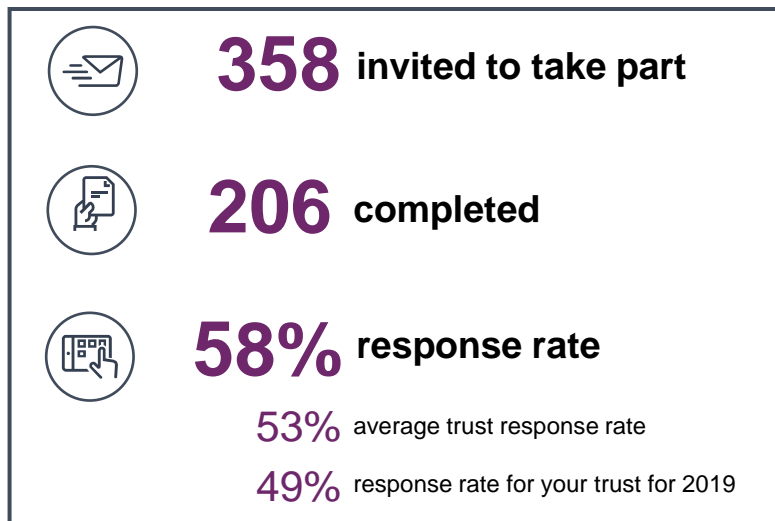 358 invited to take part
206 completed
58% response rate
53% average trust response rate
49% response rate for your trust for 2019